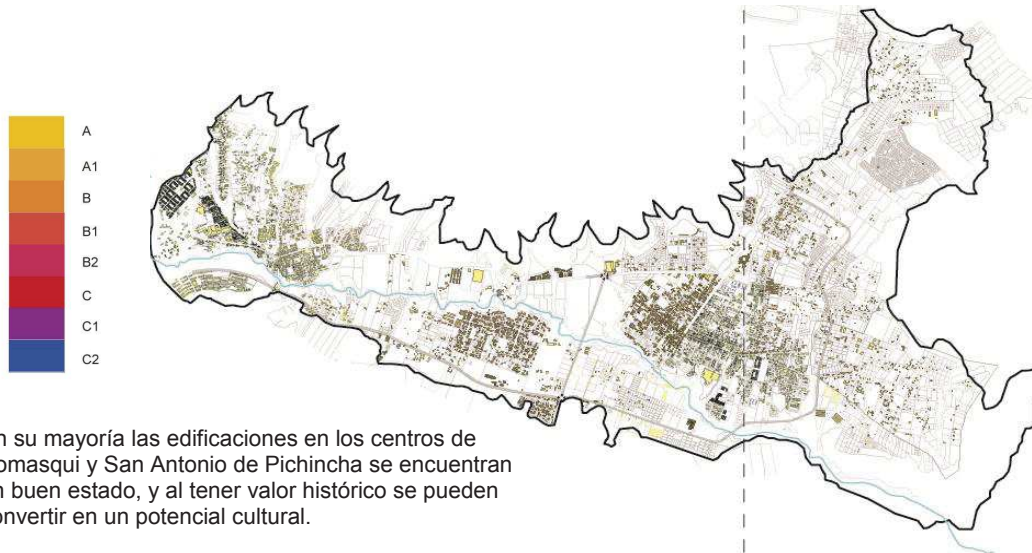 A
A1
B
B1
B2
C
C1
C2
n su mayoría las edificaciones en los centros de
omasqui y San Antonio de Pichincha se encuentran
n buen estado, y al tener valor histórico se pueden
onvertir en un potencial cultural.